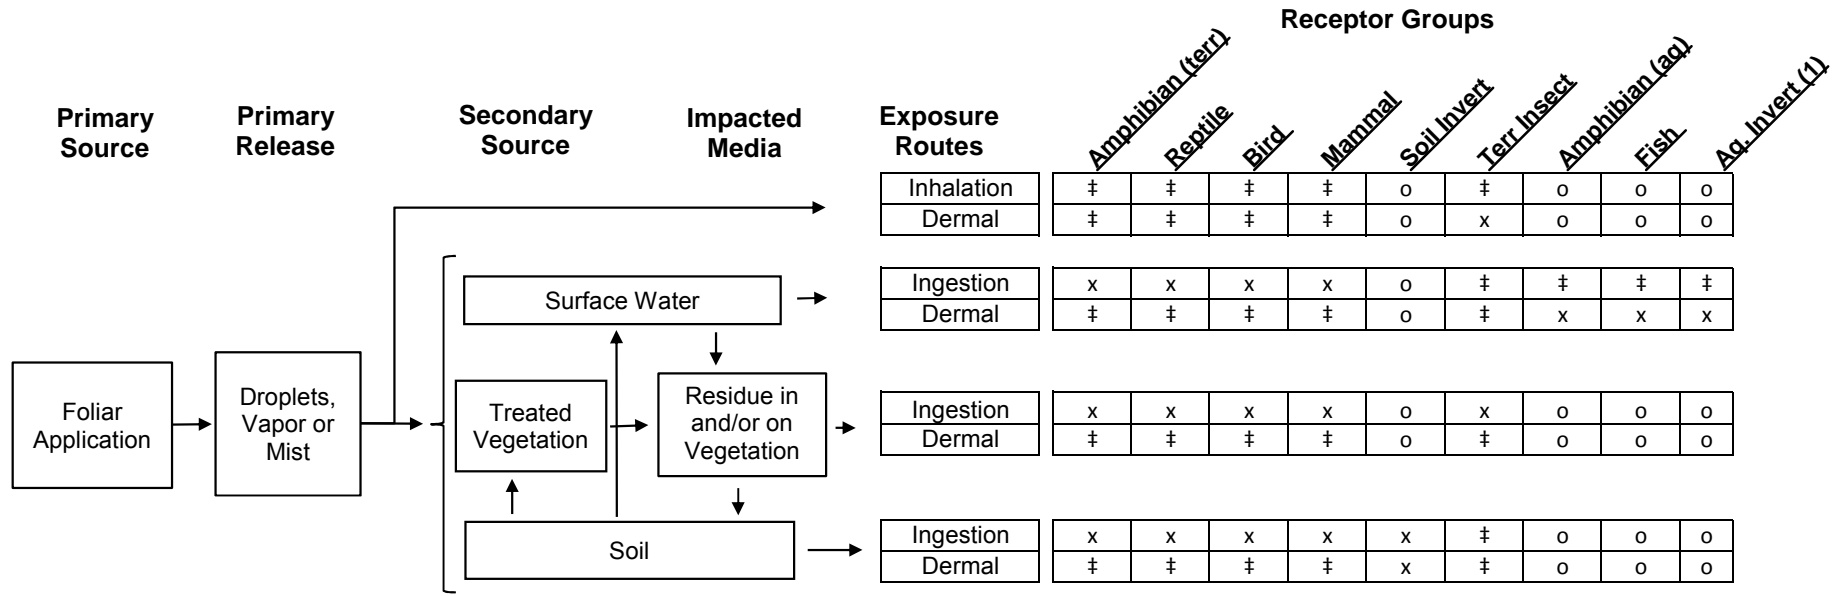 Receptor Groups
Primary Source
Primary Release
Secondary Source
Impacted Media
Exposure Routes
Amphibian (terr)
Reptile
Bird
Mammal
Soil Invert
Terr Insect
Amphibian (aq)
Fish
Aq. Invert (1)
Inhalation ‡ ‡ ‡ ‡ o ‡ o o o
Dermal ‡ ‡ ‡ ‡ o x o o o
Surface Water
Ingestion x x x x o ‡ ‡ ‡ ‡
Dermal ‡ ‡ ‡ ‡ o ‡ x x x
Foliar
Application
Droplets,
Vapor or
Mist
Treated
Vegetation
Residue in
and/or on
Vegetation
Ingestion x x x x o x o o o
Dermal ‡ ‡ ‡ ‡ o ‡ o o o
Soil
Ingestion x x x x x ‡ o o o
Dermal ‡ ‡ ‡ ‡ x ‡ o o o